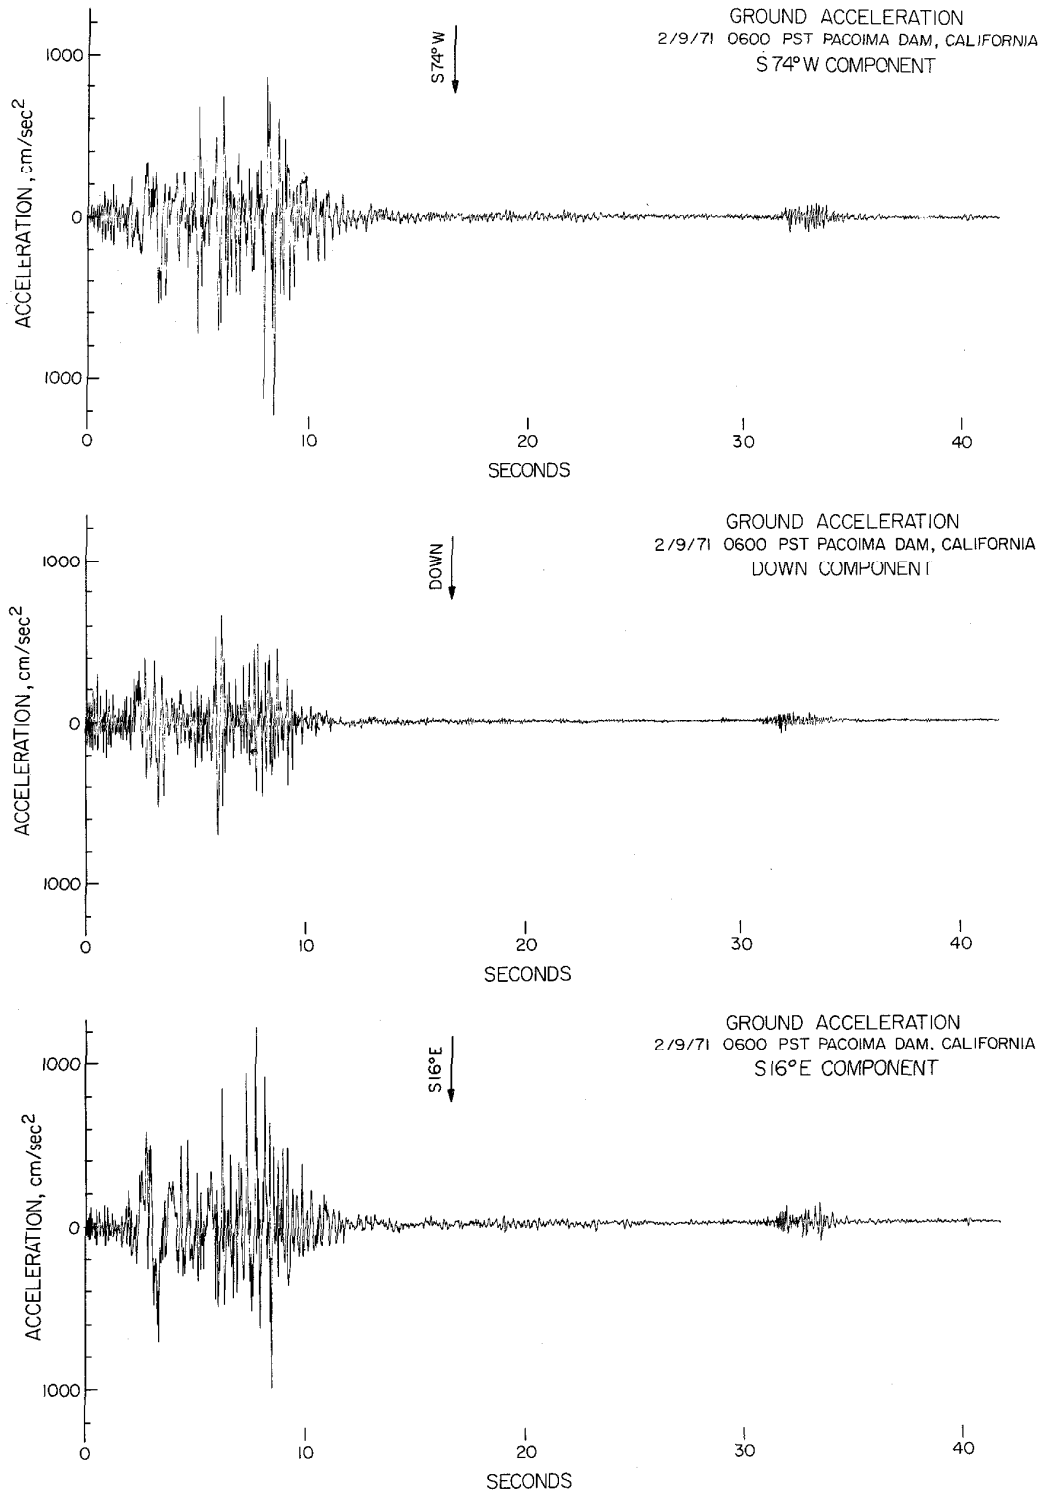 GROUND ACCELERATION
2/9/71 0600 PST PACOIMA DAM, CALIFORNIA
S 74° W COMPONENT
S74°W
ACCELERATION, cm/sec2
1000
0
1000
0 10 20 30 40
SECONDS
GROUND ACCELERATION
2/9/71 0600 PST PACOIMA DAM, CALIFORNIA
DOWN COMPONENT
DOWN
ACCELERATION, cm/sec2
1000
0
1000
0 10 20 30 40
SECONDS
GROUND ACCELERATION
2/9/71 0600 PST PACOIMA DAM. CALIFORNIA
S16°E COMPONENT
S16°E
ACCELERATION, cm/sec2
1000
0
1000
0 10 20 30 40
SECONDS